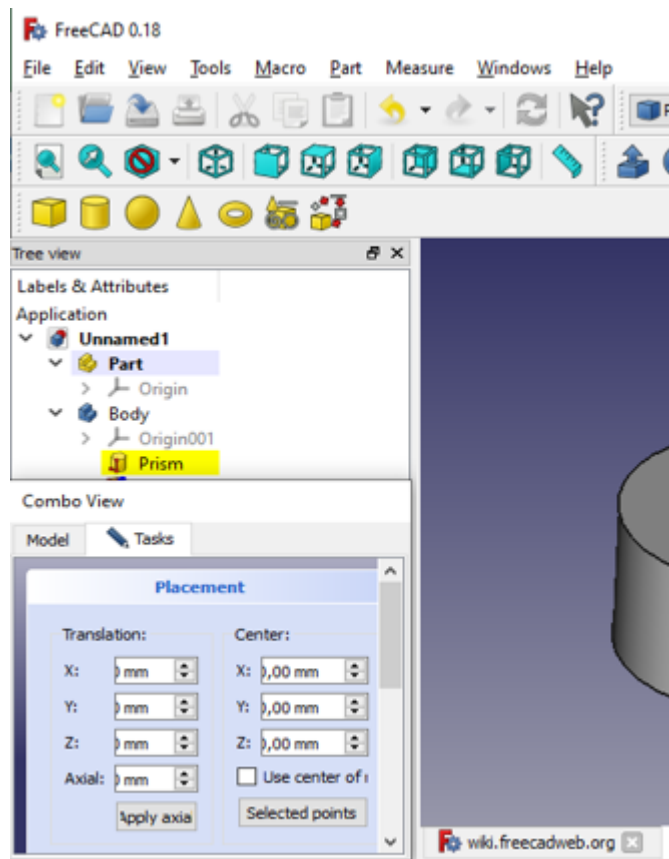 FreeCAD 0.18
File Edit View Tools Macro Part Measure Windows Help
Tree view
Labels & Attributes
Application
Unnamed1
Part
Origin
Body
Origin001
Prism
Combo View
Model Tasks
Placement
Translation: Center:
X: mm X: ,00 mm
Y: mm Y: ,00 mm
Z: mm Z: ,00 mm
Axial: mm Use center of
Apply axia Selected points
wiki.freecadweb.org